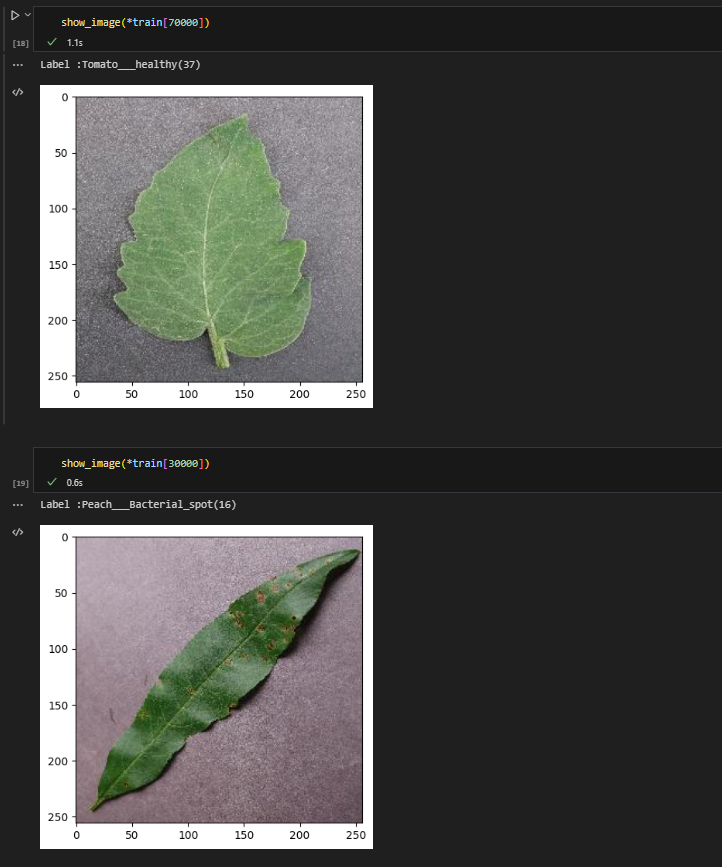 show_image(*train[70000])
[18] 1.1s
Label :Tomato___healthy(37)
0
50
100
150
200
250
0 50 100 150 200 250
show_image(*train[30000])
[19] 0.6s
Label :Peach___Bacterial_spot(16)
0
50
100
150
200
250
0 50 100 150 200 250